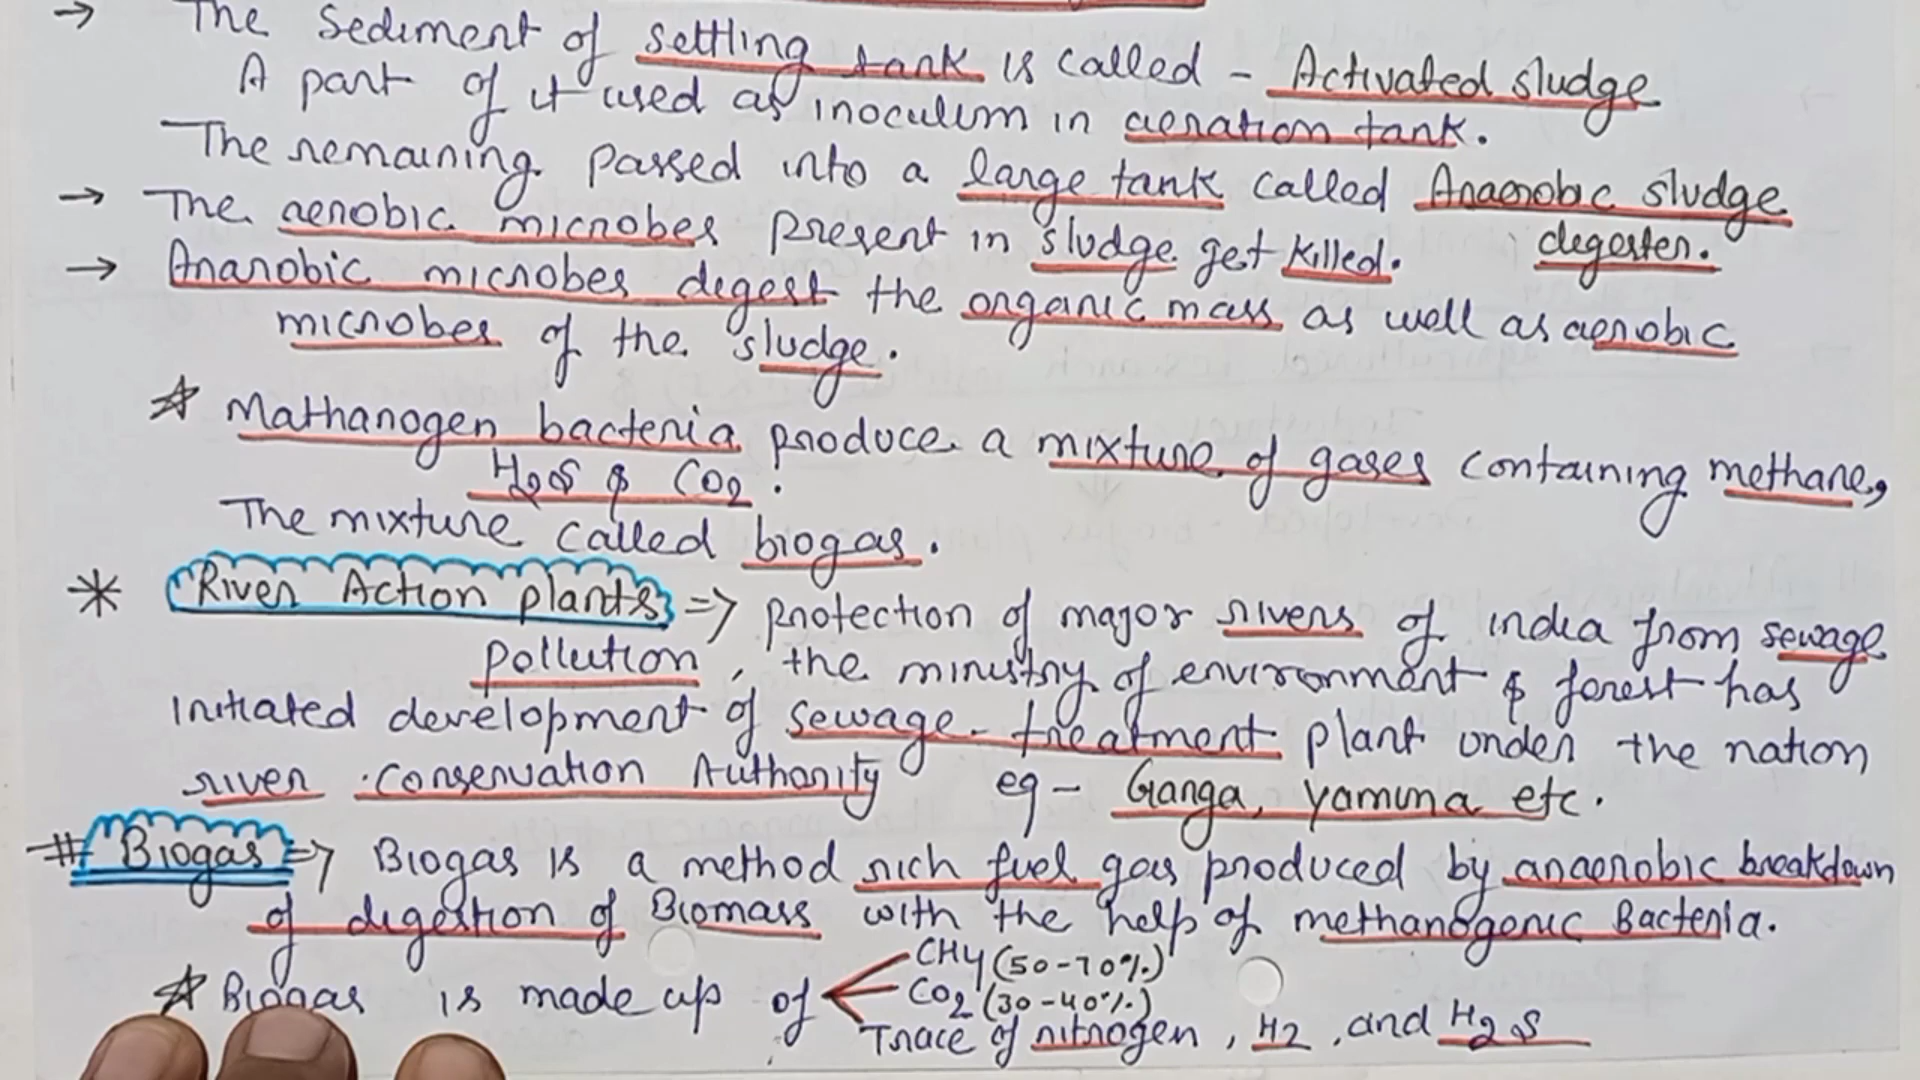 → The sediment of settling tank is called - Activated sludge
A part of it used as inoculum in aeration tank.
The remaining passed into a large tank called Anaerobic sludge
digester.
→ The aerobic microbes present in sludge get killed.
→ Anarobic microbes digest the organic mass as well as aerobic
microbes of the sludge.
☆ Mathanogen bacteria produce a mixture of gases containing methane,
H2S & CO2.
The mixture called biogas.
* River Action plants => protection of major rivers of india from sewage
pollution, the ministry of environment & forest has
initiated development of sewage-treatment plant under the nation
river conservation Authority eg - Ganga, Yamuna etc.
# Biogas => Biogas is a method rich fuel gas produced by anaerobic breakdown
of digestion of Biomass with the help of methanogenic Bacteria.
☆ Biogas is made up of CH4 (50-70%)
CO2 (30-40%)
Trace of nitrogen, H2, and H2S